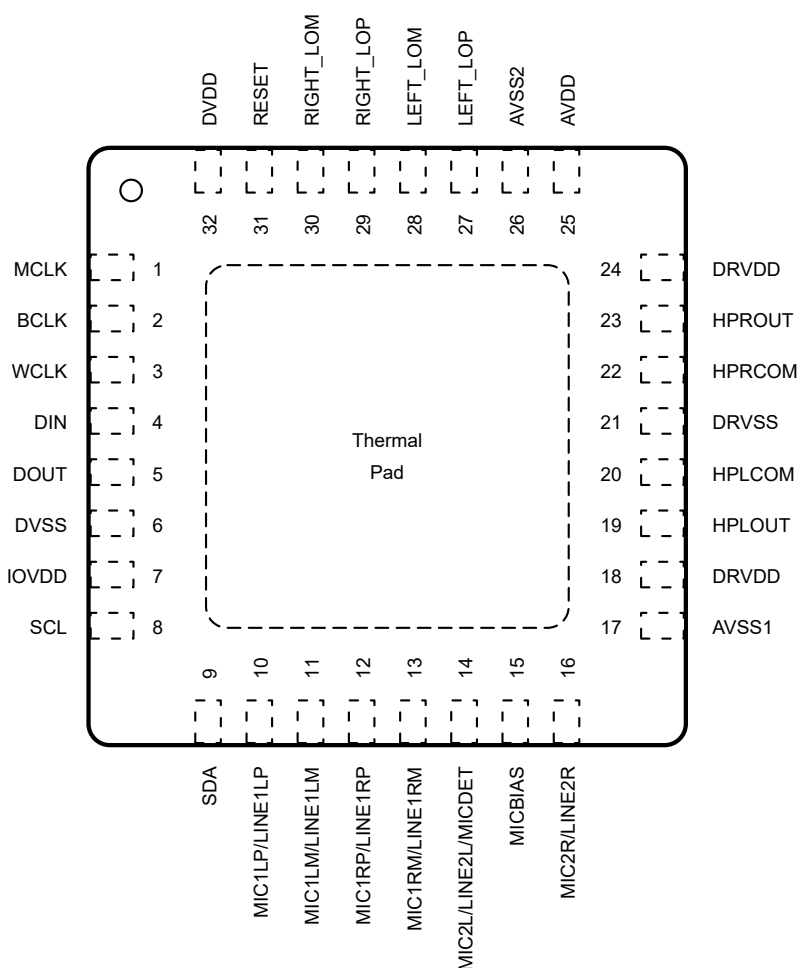 DVDD
RESET
RIGHT_LOM
RIGHT_LOP
LEFT_LOM
LEFT_LOP
AVSS2
AVDD
32
31
30
29
28
27
26
25
MCLK 1
BCLK 2
WCLK 3
DIN 4
DOUT 5
DVSS 6
IOVDD 7
SCL 8
Thermal
Pad
24 DRVDD
23 HPROUT
22 HPRCOM
21 DRVSS
20 HPLCOM
19 HPLOUT
18 DRVDD
17 AVSS1
9
10
11
12
13
14
15
16
SDA
MIC1LP/LINE1LP
MIC1LM/LINE1LM
MIC1RP/LINE1RP
MIC1RM/LINE1RM
MIC2L/LINE2L/MICDET
MICBIAS
MIC2R/LINE2R